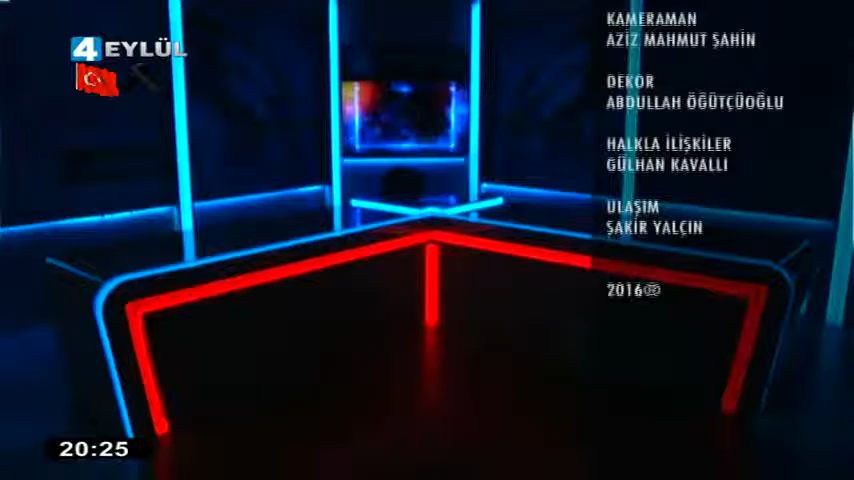 4 EYLÜL
KAMERAMAN
AZİZ MAHMUT ŞAHİN
DEKOR
ABDULLAH ÖĞÜTÇÜOĞLU
HALKLA İLİŞKİLER
GÜLHAN KAVALLI
ULAŞIM
ŞAKİR YALÇIN
2016®
20:25